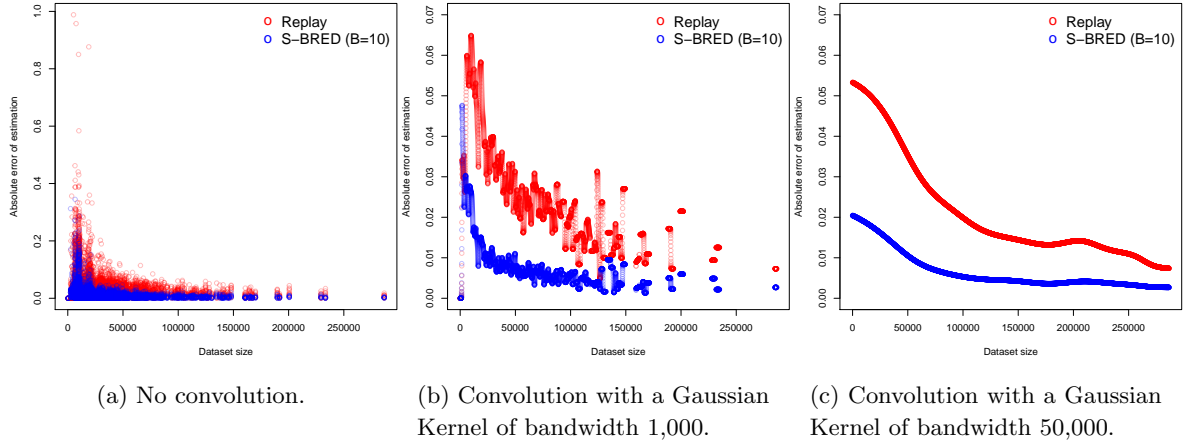 Absolute error of estimation
0.0 0.2 0.4 0.6 0.8 1.0
Replay
S−BRED (B=10)
0 50000 100000 150000 200000 250000
Dataset size
(a) No convolution.
Absolute error of estimation
0.00 0.01 0.02 0.03 0.04 0.05 0.06 0.07
Replay
S−BRED (B=10)
0 50000 100000 150000 200000 250000
Dataset size
(b) Convolution with a Gaussian
Kernel of bandwidth 1,000.
Absolute error of estimation
0.00 0.01 0.02 0.03 0.04 0.05 0.06 0.07
Replay
S−BRED (B=10)
0 50000 100000 150000 200000 250000
Dataset size
(c) Convolution with a Gaussian
Kernel of bandwidth 50,000.